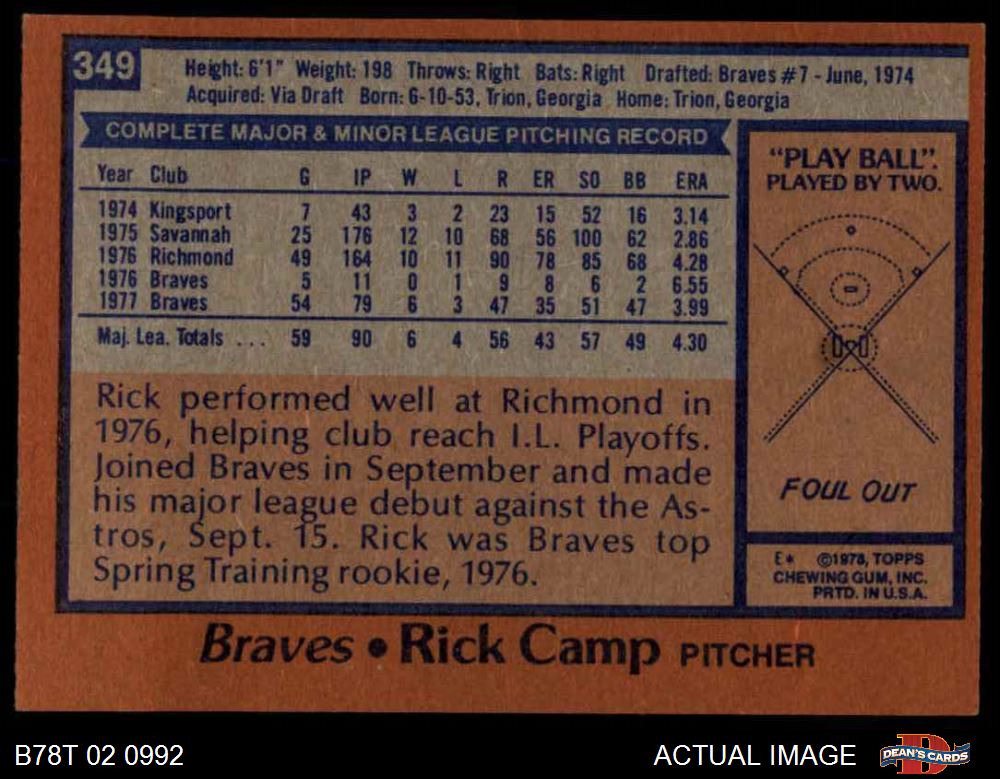 349
Height: 6'1" Weight: 198 Throws: Right Bats: Right Drafted: Braves #7 - June, 1974
Acquired: Via Draft Born: 6-10-53, Trion, Georgia Home: Trion, Georgia
COMPLETE MAJOR & MINOR LEAGUE PITCHING RECORD
Year Club G IP W L R ER SO BB ERA
1974 Kingsport 7 43 3 2 23 15 52 16 3.14
1975 Savannah 25 176 12 10 68 56 100 62 2.86
1976 Richmond 49 164 10 11 90 78 85 68 4.28
1976 Braves 5 11 0 1 9 8 6 2 6.55
1977 Braves 54 79 6 3 47 35 51 47 3.99
Maj. Lea. Totals ... 59 90 6 4 56 43 57 49 4.30
Rick performed well at Richmond in
1976, helping club reach I.L. Playoffs.
Joined Braves in September and made
his major league debut against the As-
tros, Sept. 15. Rick was Braves top
Spring Training rookie, 1976.
"PLAY BALL".
PLAYED BY TWO.
FOUL OUT
E* ©1978, TOPPS
CHEWING GUM, INC.
PRTD. IN U.S.A.
Braves • Rick Camp PITCHER
B78T 02 0992
ACTUAL IMAGE
DEAN'S CARDS